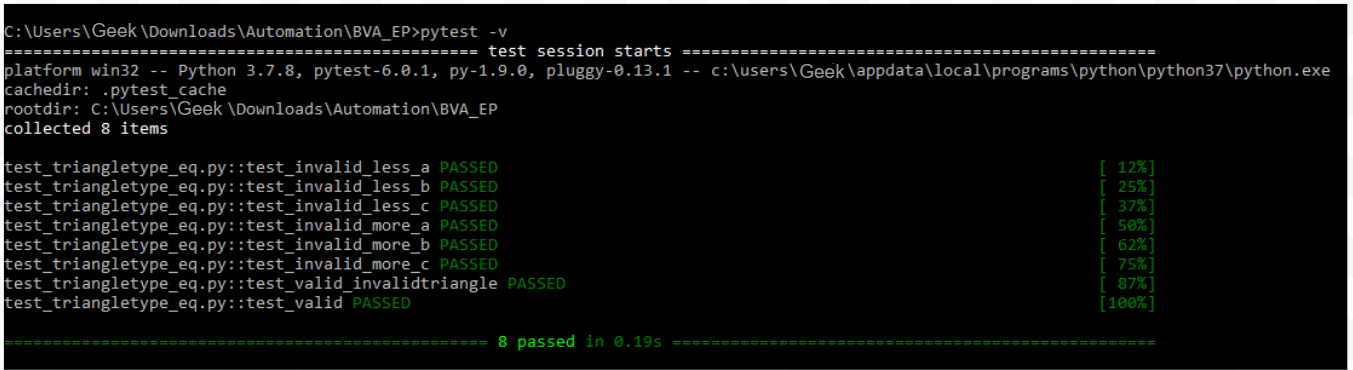 C:\Users\Geek\Downloads\Automation\BVA_EP>pytest -v
================================================= test session starts =================================================
platform win32 -- Python 3.7.8, pytest-6.0.1, py-1.9.0, pluggy-0.13.1 -- c:\users\Geek\appdata\local\programs\python\python37\python.exe
cachedir: .pytest_cache
rootdir: C:\Users\Geek\Downloads\Automation\BVA_EP
collected 8 items
test_triangletype_eq.py::test_invalid_less_a PASSED [ 12%]
test_triangletype_eq.py::test_invalid_less_b PASSED [ 25%]
test_triangletype_eq.py::test_invalid_less_c PASSED [ 37%]
test_triangletype_eq.py::test_invalid_more_a PASSED [ 50%]
test_triangletype_eq.py::test_invalid_more_b PASSED [ 62%]
test_triangletype_eq.py::test_invalid_more_c PASSED [ 75%]
test_triangletype_eq.py::test_valid_invalidtriangle PASSED [ 87%]
test_triangletype_eq.py::test_valid PASSED [100%]
================================================== 8 passed in 0.19s ==================================================